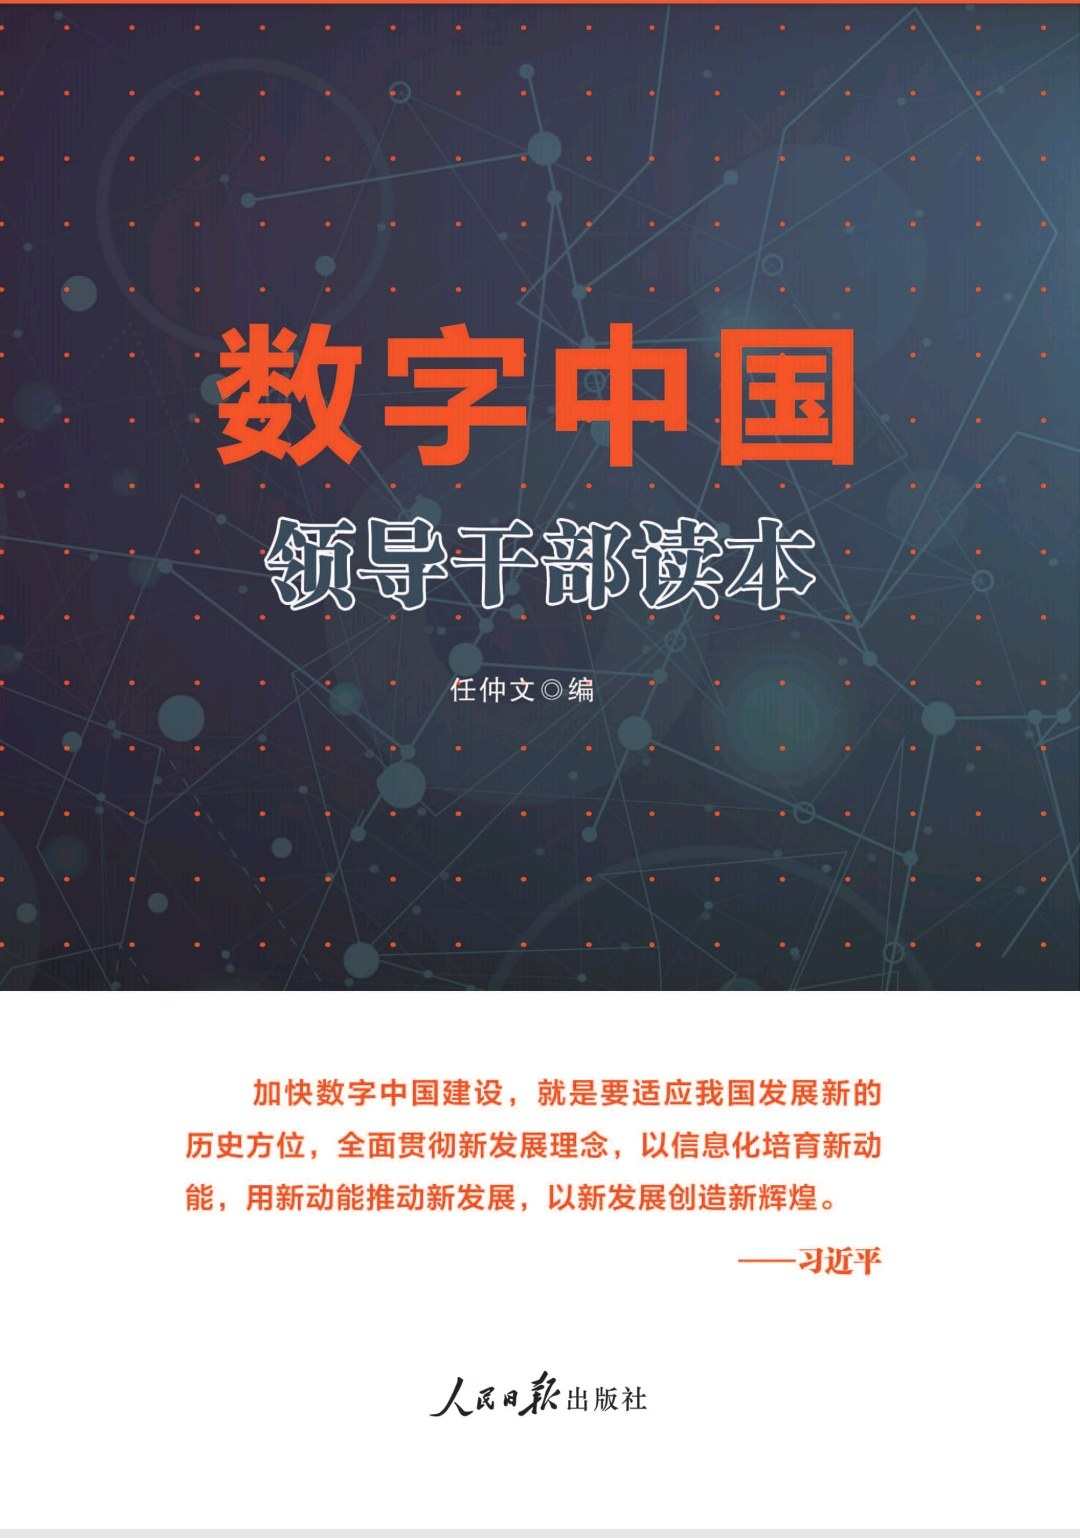 数字中国
领导干部读本
任仲文◎编
加快数字中国建设，就是要适应我国发展新的
历史方位，全面贯彻新发展理念，以信息化培育新动
能，用新动能推动新发展，以新发展创造新辉煌。
——习近平
人民日报出版社